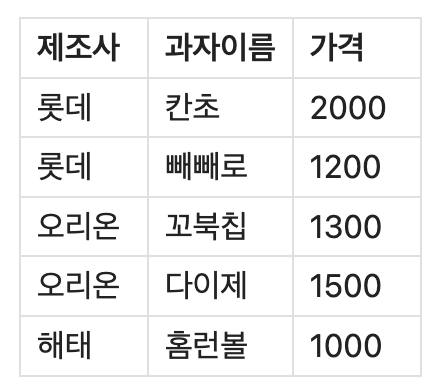 제조사 과자이름 가격
롯데 칸초 2000
롯데 빼빼로 1200
오리온 꼬북칩 1300
오리온 다이제 1500
해태 홈런볼 1000